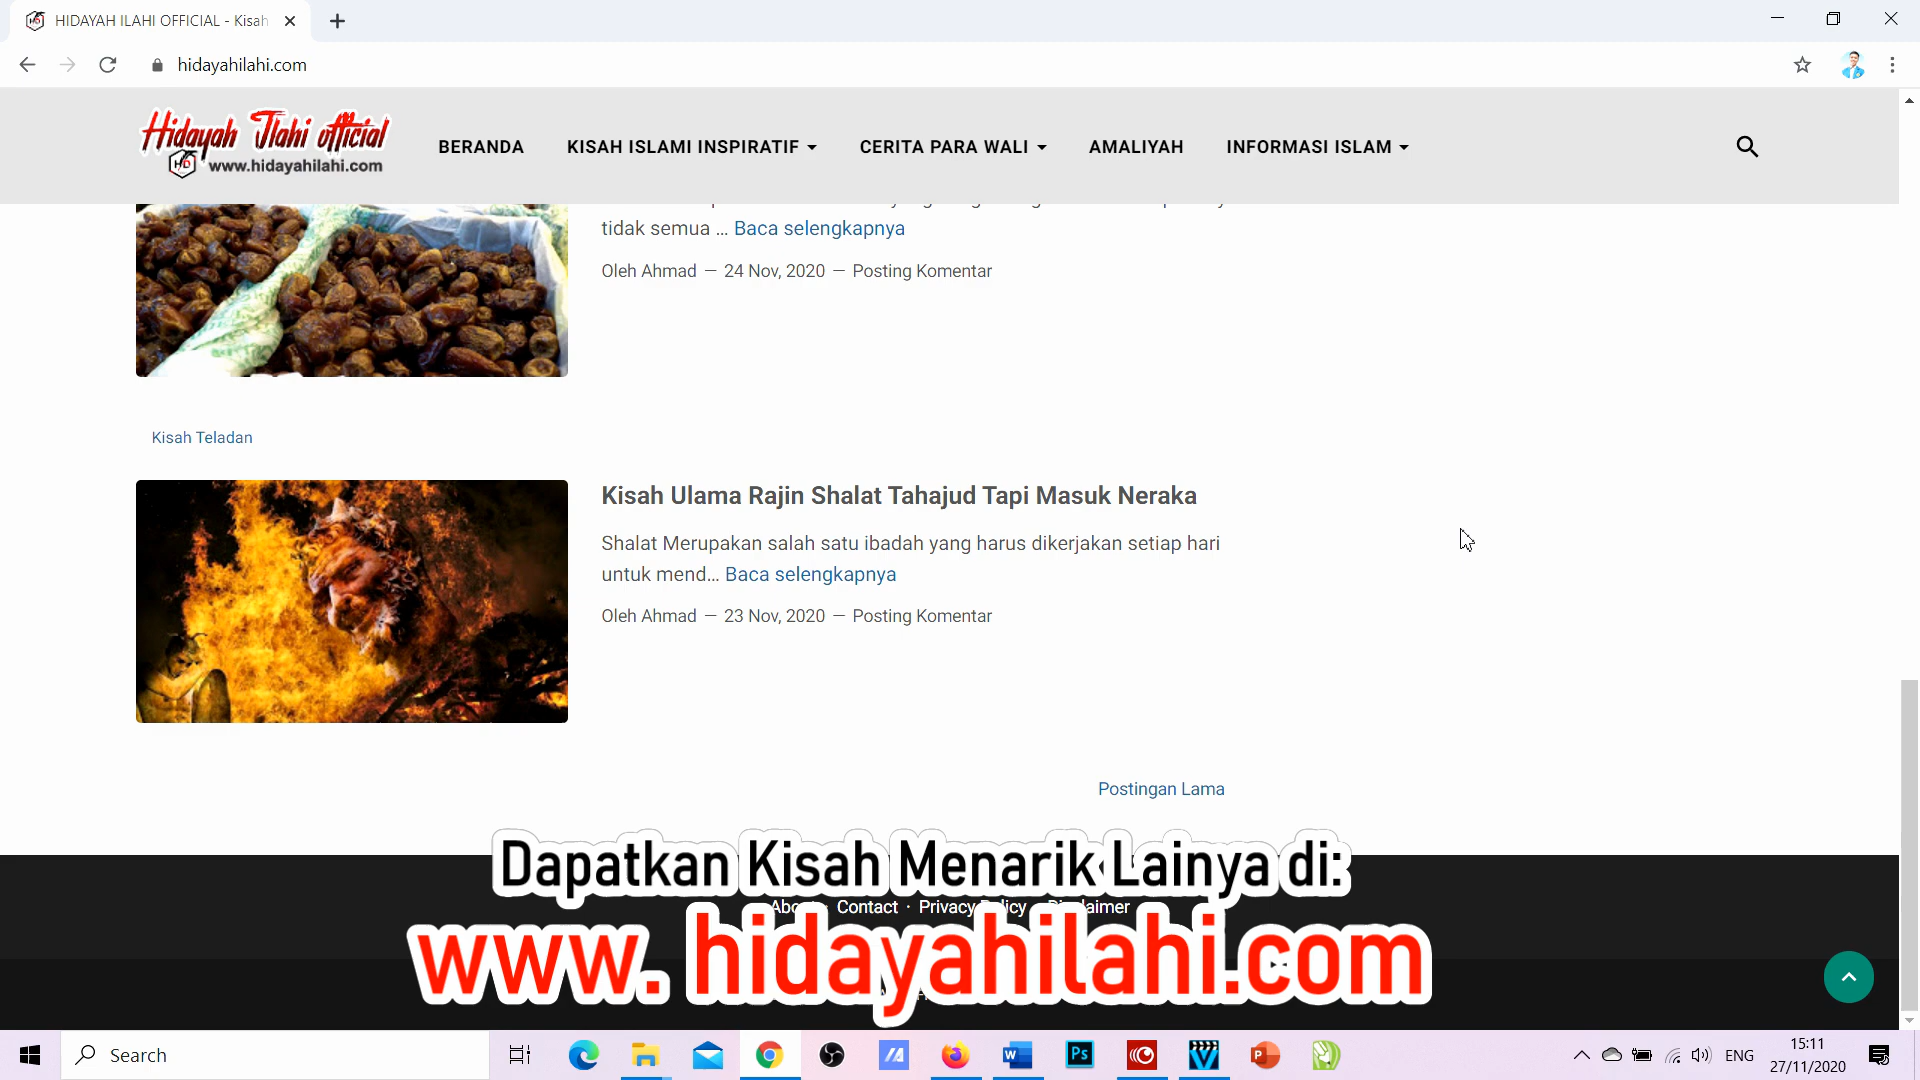 HIDAYAH ILAHI OFFICIAL - Kisah
hidayahilahi.com
Hidayah Ilahi official
www.hidayahilahi.com
BERANDA
KISAH ISLAMI INSPIRATIF
CERITA PARA WALI
AMALIYAH
INFORMASI ISLAM
tidak semua ... Baca selengkapnya
Oleh Ahmad — 24 Nov, 2020 — Posting Komentar
Kisah Teladan
Kisah Ulama Rajin Shalat Tahajud Tapi Masuk Neraka
Shalat Merupakan salah satu ibadah yang harus dikerjakan setiap hari
untuk mend... Baca selengkapnya
Oleh Ahmad — 23 Nov, 2020 — Posting Komentar
Postingan Lama
Dapatkan Kisah Menarik Lainya di:
Contact · Privacy
www. hidayahilahi.com
Search
ENG
15:11
27/11/2020